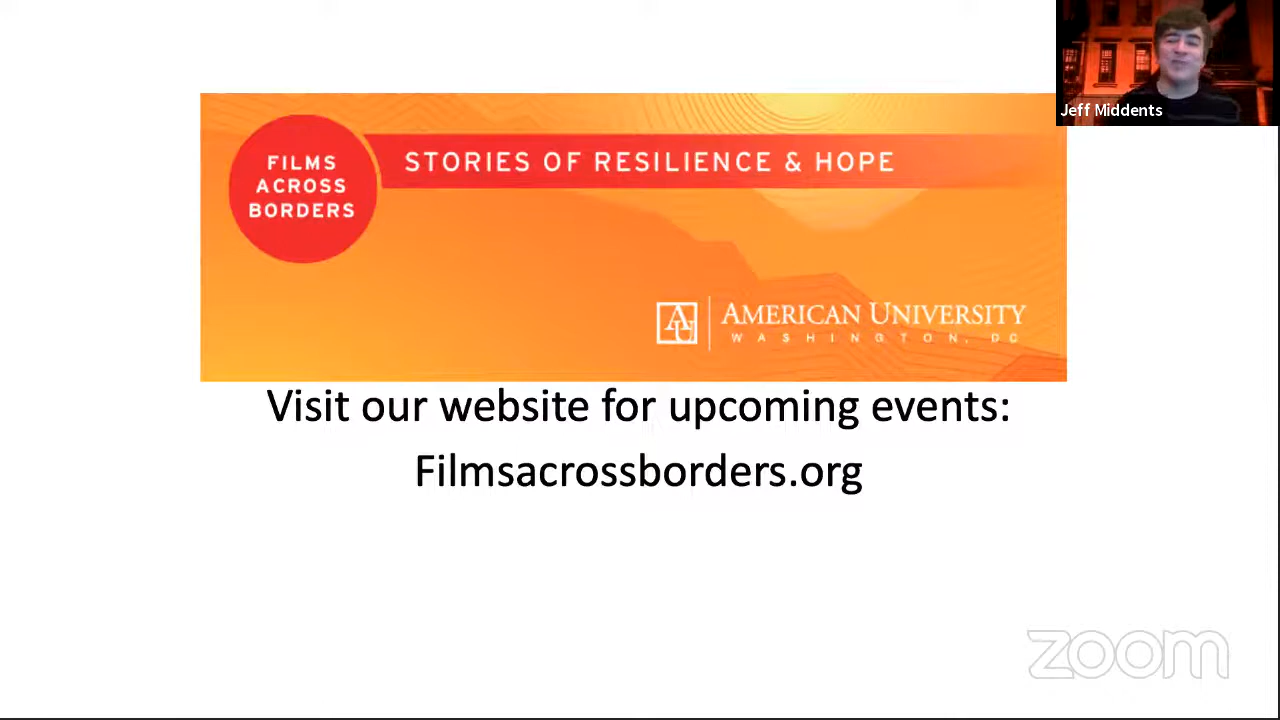 Jeff Middents
FILMS
ACROSS
BORDERS
STORIES OF RESILIENCE & HOPE
AU
AMERICAN UNIVERSITY
WASHINGTON, DC
Visit our website for upcoming events:
Filmsacrossborders.org
zoom